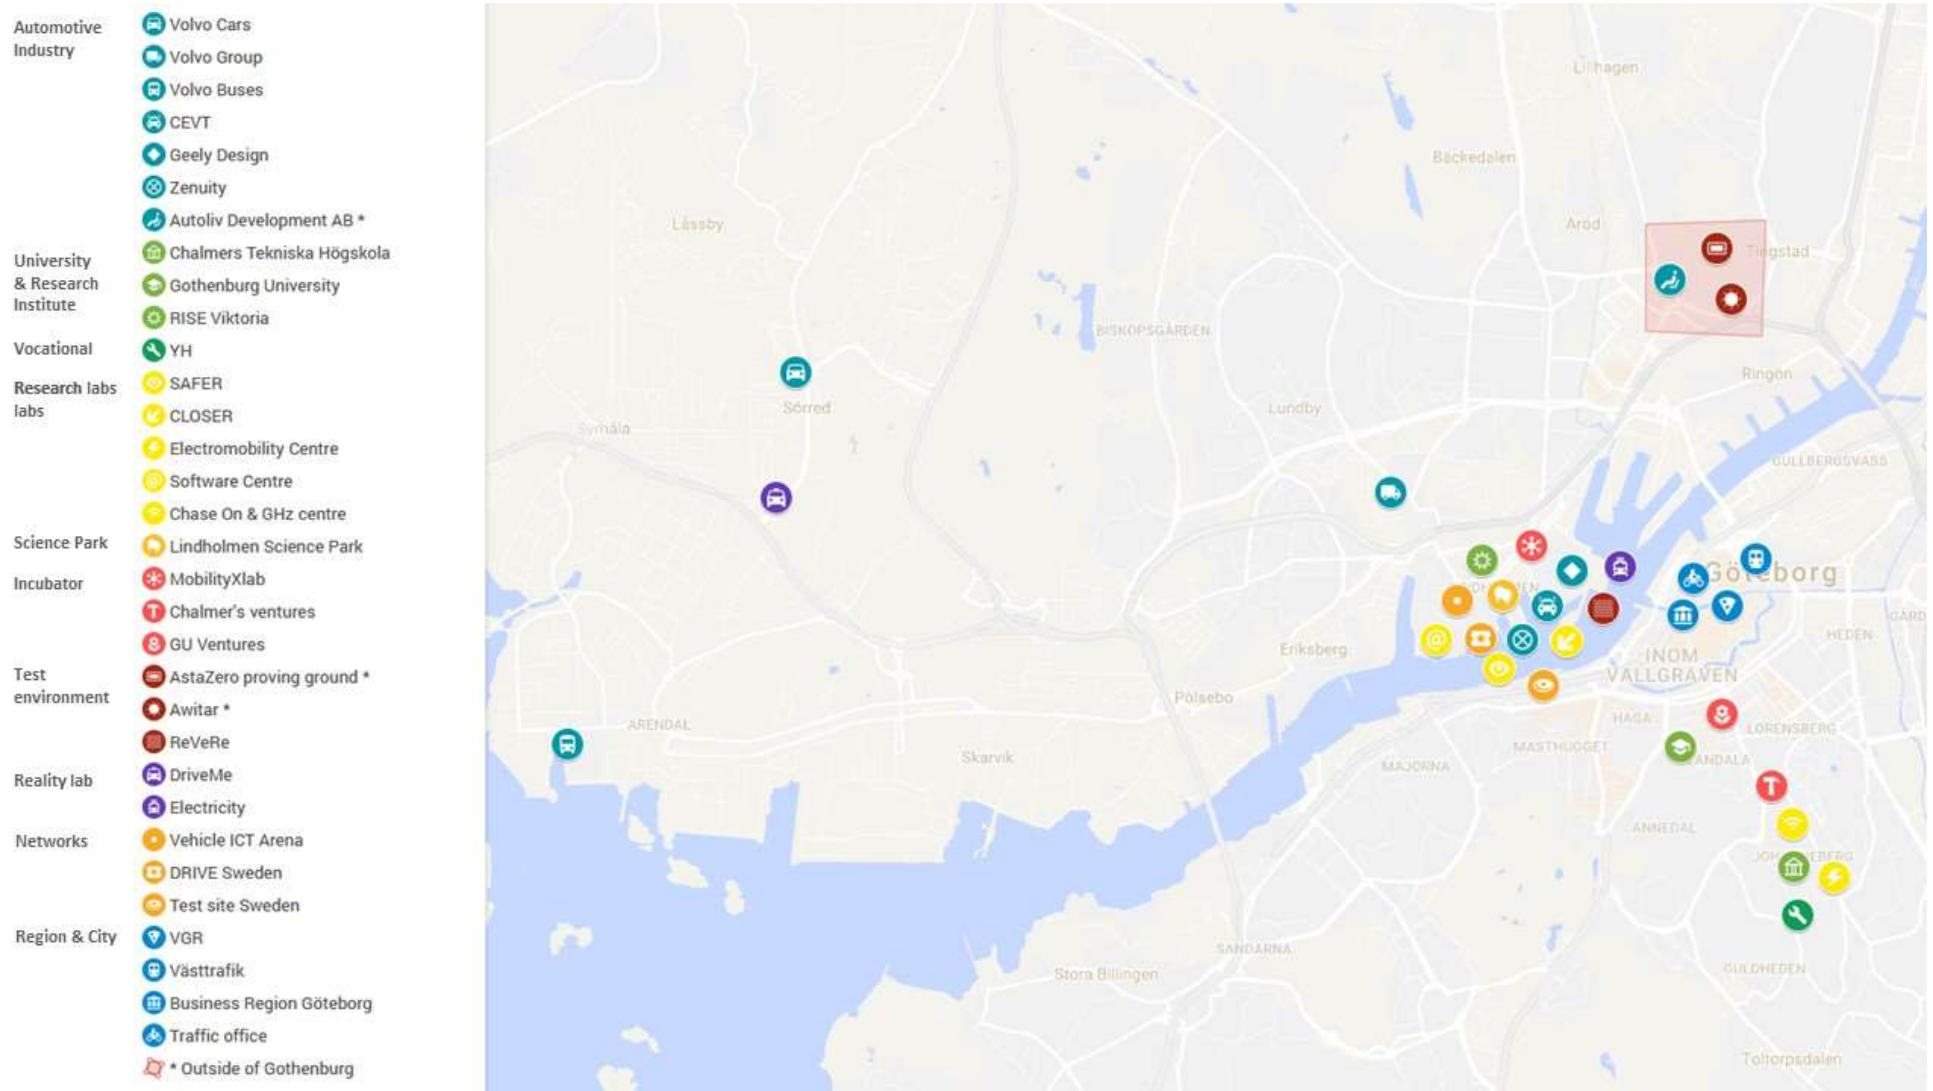 Automotive
Industry
Volvo Cars
Volvo Group
Volvo Buses
CEVT
Geely Design
Zenuity
Autoliv Development AB *
University
& Research
Institute
Chalmers Tekniska Högskola
Gothenburg University
RISE Viktoria
Vocational
YH
Research labs
labs
SAFER
CLOSER
Electromobility Centre
Software Centre
Chase On & GHz centre
Science Park
Lindholmen Science Park
Incubator
MobilityXlab
Chalmer's ventures
GU Ventures
Test
environment
AstaZero proving ground *
Awitar *
ReVeRe
Reality lab
DriveMe
Electricity
Networks
Vehicle ICT Arena
DRIVE Sweden
Test site Sweden
Region & City
VGR
Västtrafik
Business Region Göteborg
Traffic office
* Outside of Gothenburg
Lillhagen
Backedalen
Låssby
Arod
Tingstad
BISKOPSGÅRDEN
Ringön
Sörred
Lundby
Syrhåla
GULLBERGSVASS
Göteborg
HEDEN
Eriksberg
INOM
VALLGRAVEN
Pölsebo
ARENDAL
HAGA
LORENSBERG
MASTHUGGET
Skarvik
MAJORNA
ANNEDAL
SANDARNA
Stora Billingen
GULDHEDEN
Toltorpsdalen